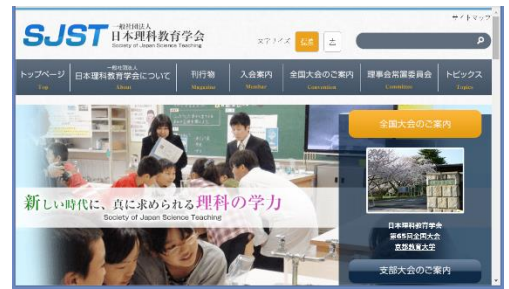 サイトマップ
SJST
一般社団法人
日本理科教育学会
Society of Japan Science Teaching
文字サイズ 標準 大
トップページ
Top
一般社団法人
日本理科教育学会について
About
刊行物
Magazine
入会案内
Member
全国大会のご案内
Convention
理事会常置委員会
Committee
トピックス
Topics
新しい時代に、真に求められる理科の学力
Society of Japan Science Teaching
全国大会のご案内
日本理科教育学会
第65回全国大会
京都教育大学
支部大会のご案内